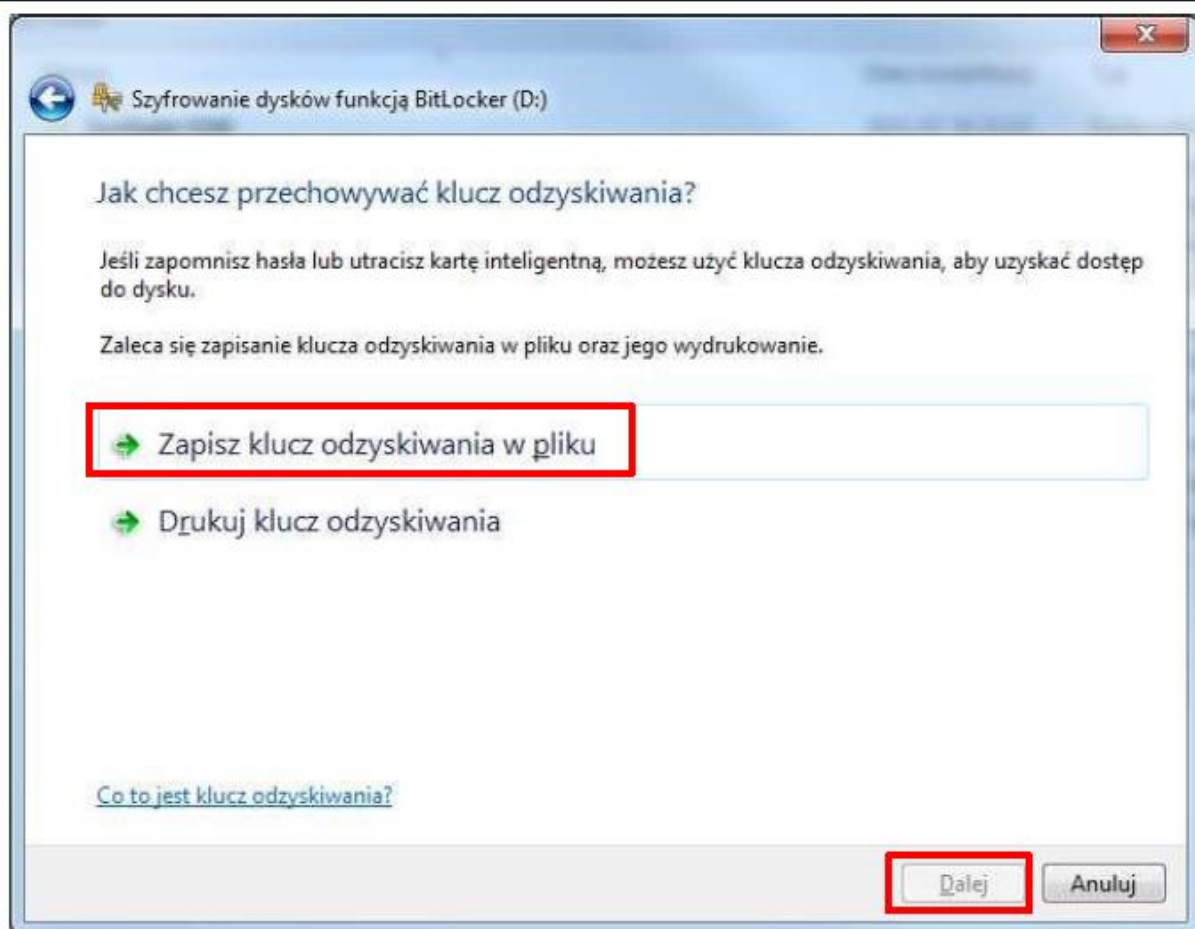 Szyfrowanie dysków funkcją BitLocker (D:)
Jak chcesz przechowywać klucz odzyskiwania?
Jeśli zapomnisz hasła lub utracisz kartę inteligentną, możesz użyć klucza odzyskiwania, aby uzyskać dostęp
do dysku.
Zaleca się zapisanie klucza odzyskiwania w pliku oraz jego wydrukowanie.
Zapisz klucz odzyskiwania w pliku
Drukuj klucz odzyskiwania
Co to jest klucz odzyskiwania?
Dalej Anuluj